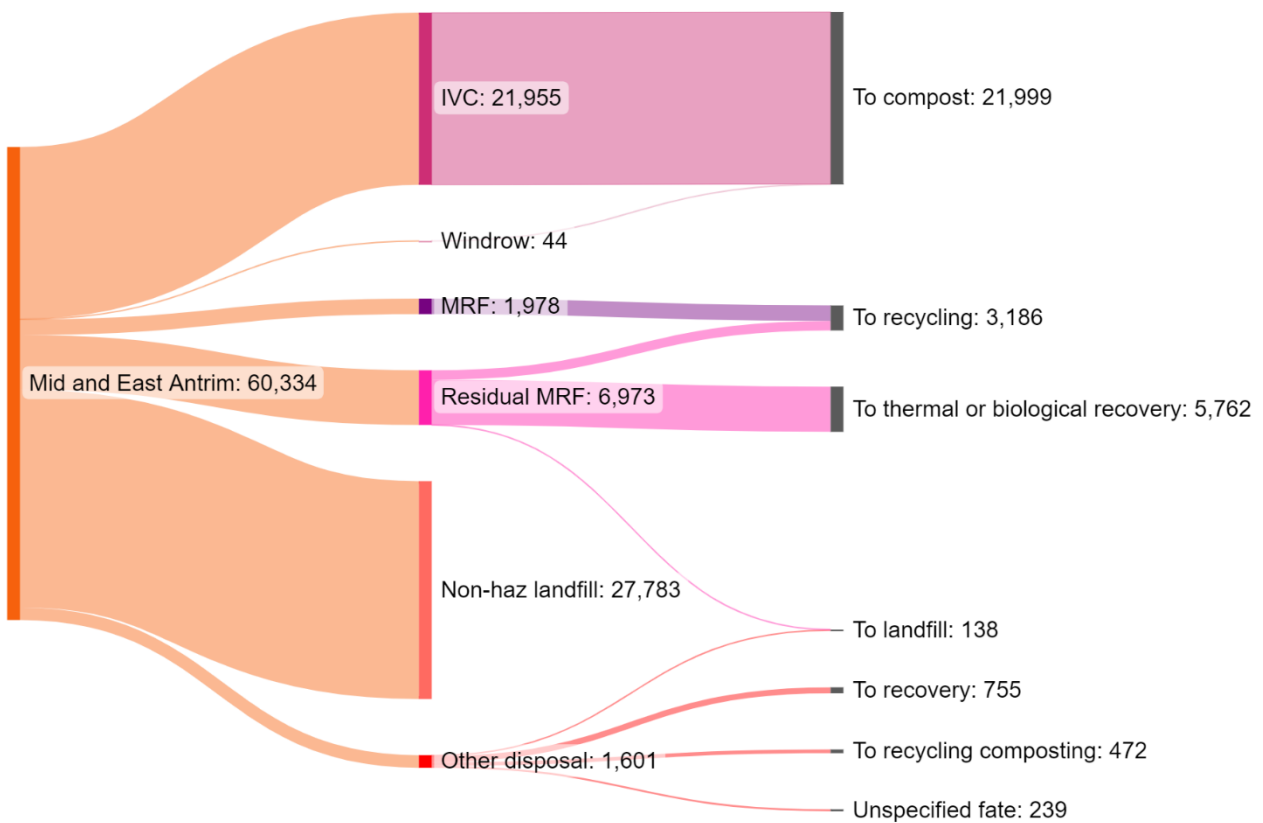 IVC: 21,955
To compost: 21,999
Windrow: 44
MRF: 1,978
To recycling: 3,186
Mid and East Antrim: 60,334
Residual MRF: 6,973
To thermal or biological recovery: 5,762
Non-haz landfill: 27,783
To landfill: 138
To recovery: 755
Other disposal: 1,601
To recycling composting: 472
Unspecified fate: 239